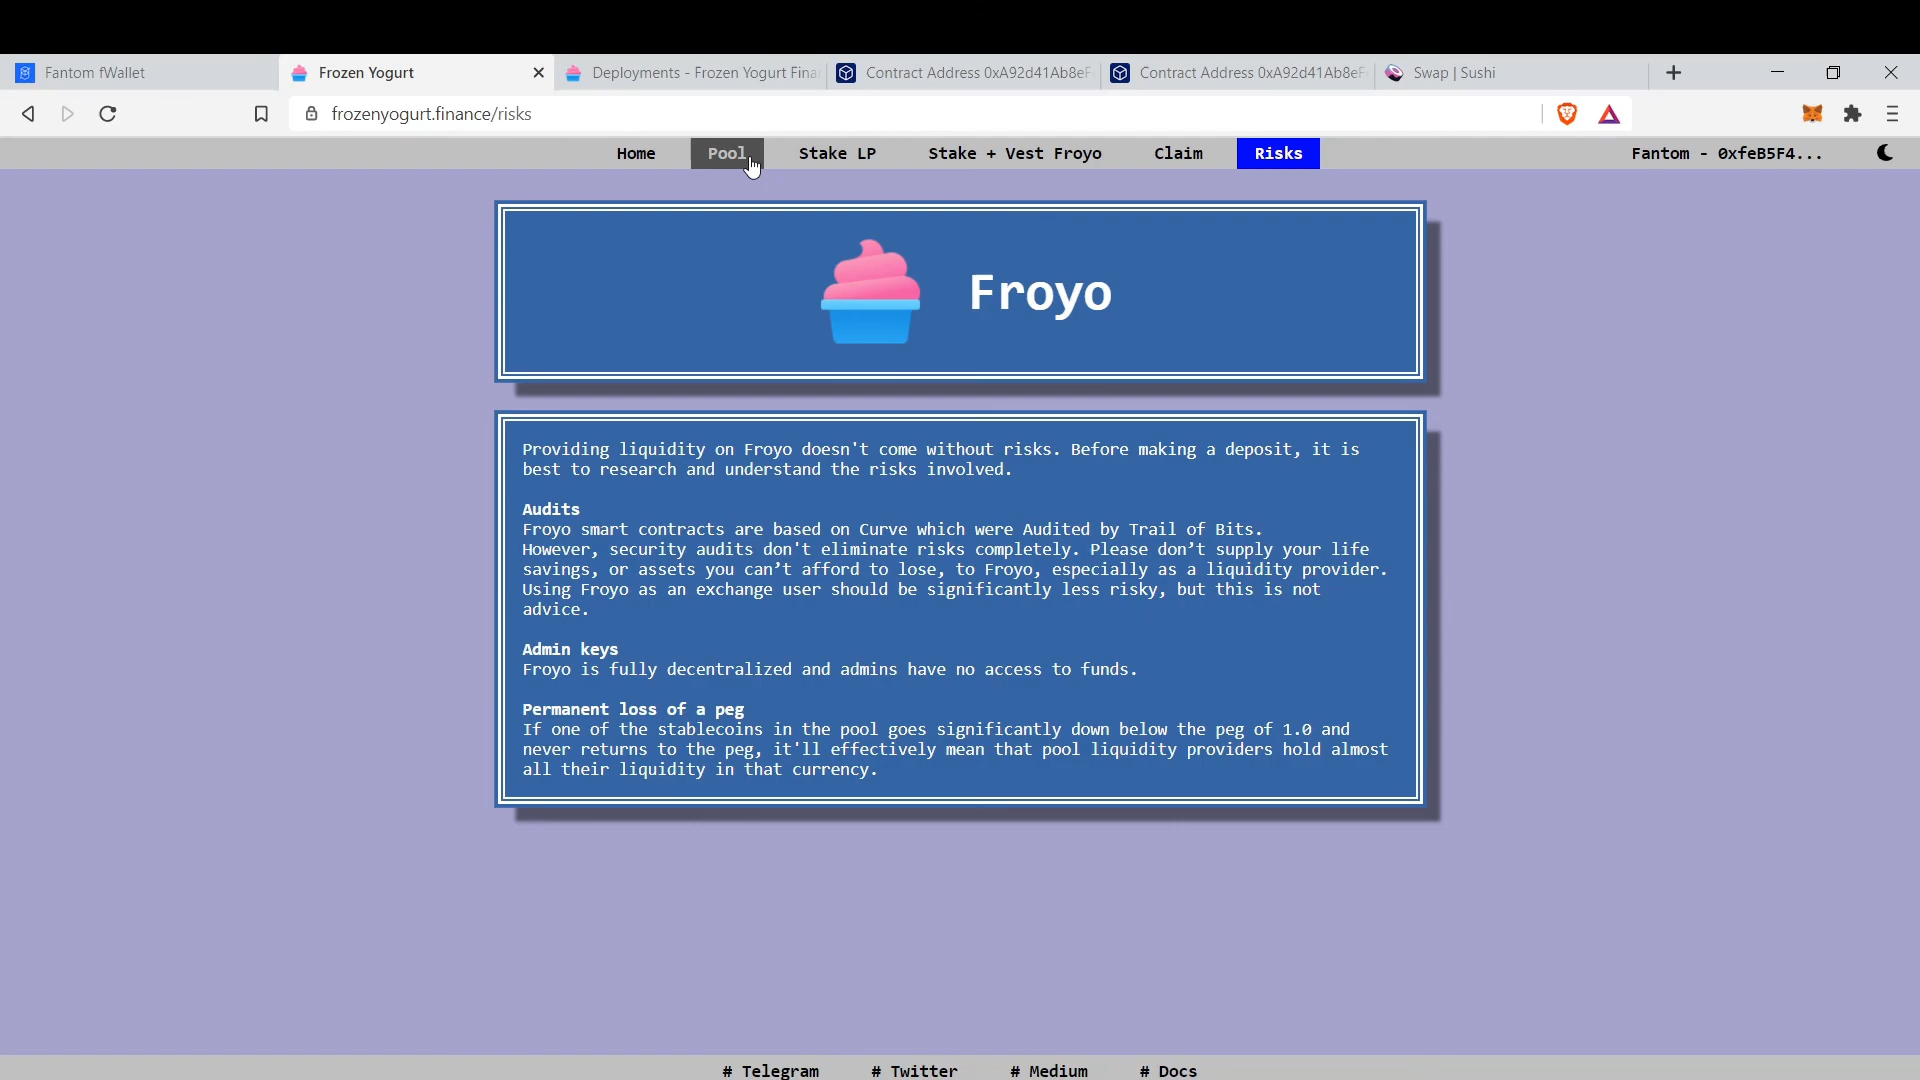 Fantom fWallet
Frozen Yogurt
Deployments - Frozen Yogurt Fina
Contract Address 0xA92d41Ab8eF
Contract Address 0xA92d41Ab8eF
Swap | Sushi
frozenyogurt.finance/risks
Home
Pool
Stake LP
Stake + Vest Froyo
Claim
Risks
Fantom - 0xfeB5F4...
Froyo
Providing liquidity on Froyo doesn't come without risks. Before making a deposit, it is
best to research and understand the risks involved.
Audits
Froyo smart contracts are based on Curve which were Audited by Trail of Bits.
However, security audits don't eliminate risks completely. Please don’t supply your life
savings, or assets you can’t afford to lose, to Froyo, especially as a liquidity provider.
Using Froyo as an exchange user should be significantly less risky, but this is not
advice.
Admin keys
Froyo is fully decentralized and admins have no access to funds.
Permanent loss of a peg
If one of the stablecoins in the pool goes significantly down below the peg of 1.0 and
never returns to the peg, it'll effectively mean that pool liquidity providers hold almost
all their liquidity in that currency.
# Telegram
# Twitter
# Medium
# Docs